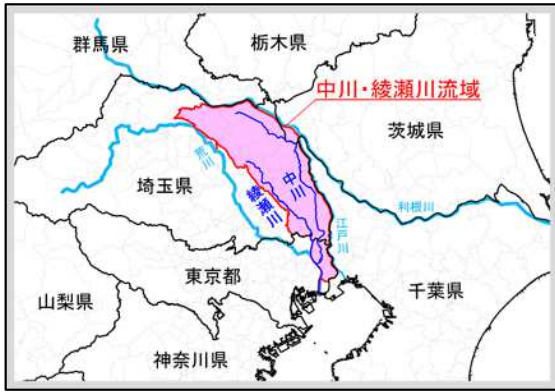 群馬県
栃木県
中川・綾瀬川流域
茨城県
荒川
埼玉県
中川
綾瀬川
利根川
江戸川
東京都
千葉県
山梨県
神奈川県